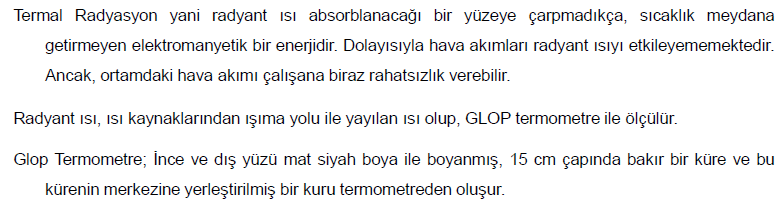 Termal Radyasyon yani radyant ısı absorblanacağı bir yüzeye çarpmadıkça, sıcaklık meydana
getirmeyen elektromanyetik bir enerjidir. Dolayısıyla hava akımları radyant ısıyı etkileyememektedir.
Ancak, ortamdaki hava akımı çalışana biraz rahatsızlık verebilir.
Radyant ısı, ısı kaynaklarından ışıma yolu ile yayılan ısı olup, GLOP termometre ile ölçülür.
Glop Termometre; İnce ve dış yüzü mat siyah boya ile boyanmış, 15 cm çapında bakır bir küre ve bu
kürenin merkezine yerleştirilmiş bir kuru termometreden oluşur.